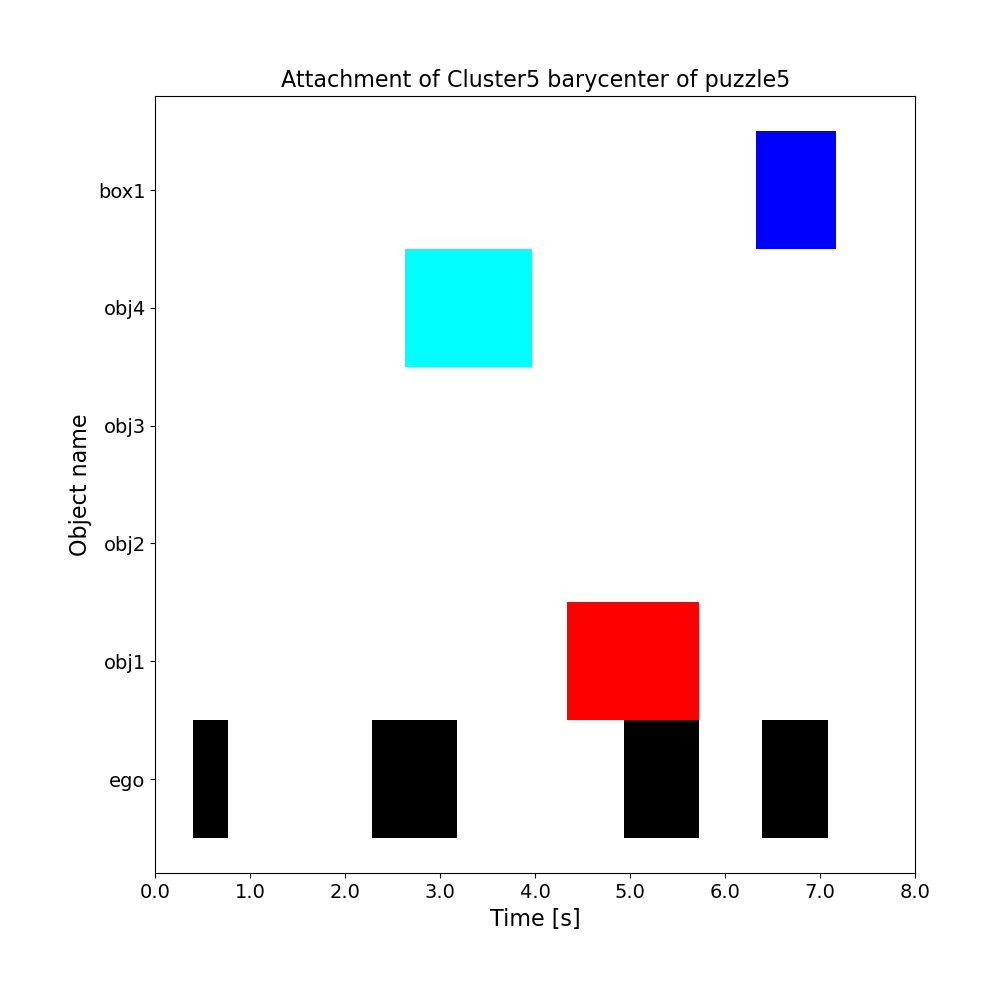 Attachment of Cluster5 barycenter of puzzle5
box1
obj4
obj3
obj2
obj1
ego
Object name
0.0 1.0 2.0 3.0 4.0 5.0 6.0 7.0 8.0
Time [s]